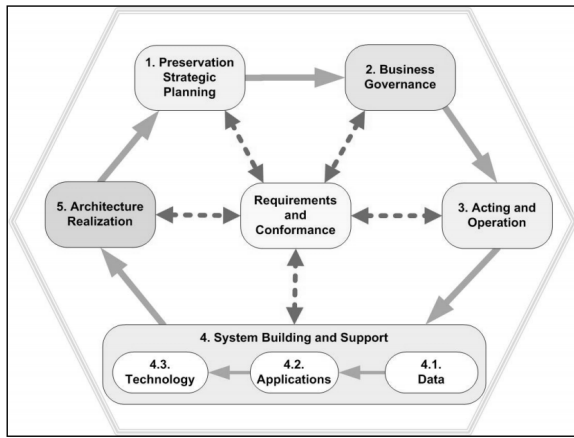 1. Preservation
Strategic
Planning
2. Business
Governance
5. Architecture
Realization
Requirements
and
Conformance
3. Acting and
Operation
4. System Building and Support
4.3.
Technology
4.2.
Applications
4.1.
Data